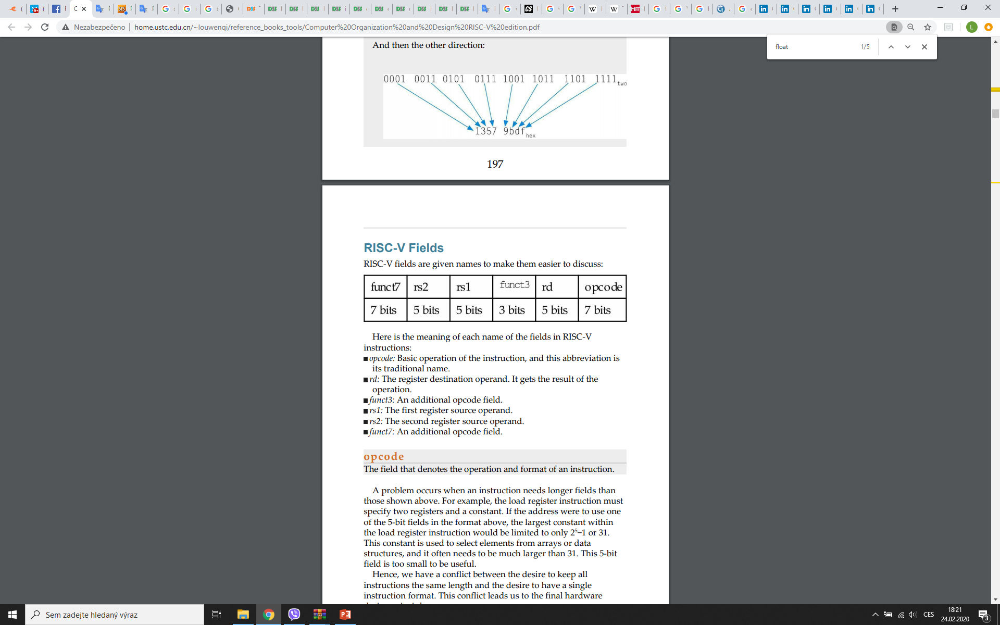 Nezabezpečeno
home.ustc.edu.cn/~louwenqi/reference_books_tools/Computer%20Organization%20and%20Design%20RISC-V%20edition.pdf
L
float
1/5
And then the other direction:
0001 0011 0101 0111 1001 1011 1101 1111 two
1357 9bdf hex
197
RISC-V Fields
RISC-V fields are given names to make them easier to discuss:
funct7 rs2 rs1 funct3 rd opcode
7 bits 5 bits 5 bits 3 bits 5 bits 7 bits
Here is the meaning of each name of the fields in RISC-V
instructions:
■ opcode: Basic operation of the instruction, and this abbreviation is
its traditional name.
■ rd: The register destination operand. It gets the result of the
operation.
■ funct3: An additional opcode field.
■ rs1: The first register source operand.
■ rs2: The second register source operand.
■ funct7: An additional opcode field.
opcode
The field that denotes the operation and format of an instruction.
A problem occurs when an instruction needs longer fields than
those shown above. For example, the load register instruction must
specify two registers and a constant. If the address were to use one
of the 5-bit fields in the format above, the largest constant within
the load register instruction would be limited to only 2⁵–1 or 31.
This constant is used to select elements from arrays or data
structures, and it often needs to be much larger than 31. This 5-bit
field is too small to be useful.
Hence, we have a conflict between the desire to keep all
instructions the same length and the desire to have a single
instruction format. This conflict leads us to the final hardware
Sem zadejte hledaný výraz
CES
18:21
24.02.2020
3